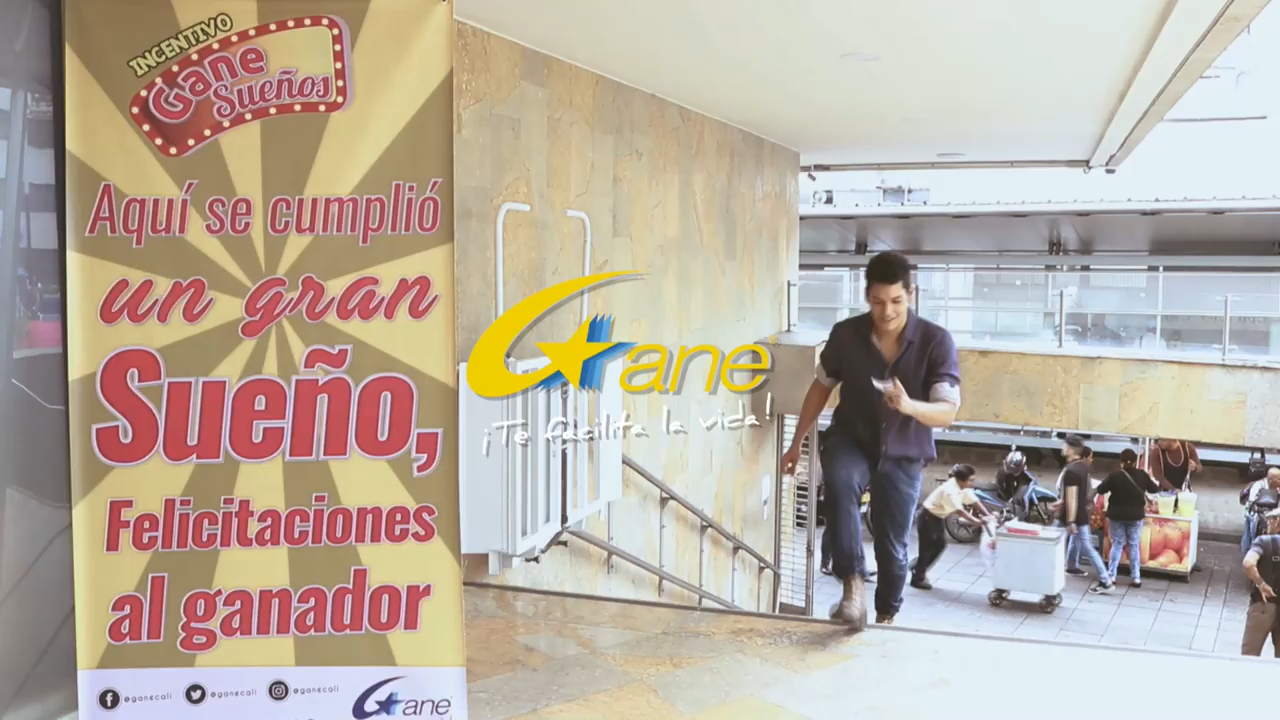 INCENTIVO
Gane
Sueños
Aquí se cumplió
un gran
Sueño,
Felicitaciones
al ganador
@ganecali @ganecali @ganecali
Gane
Gane
¡Te facilita la vida!